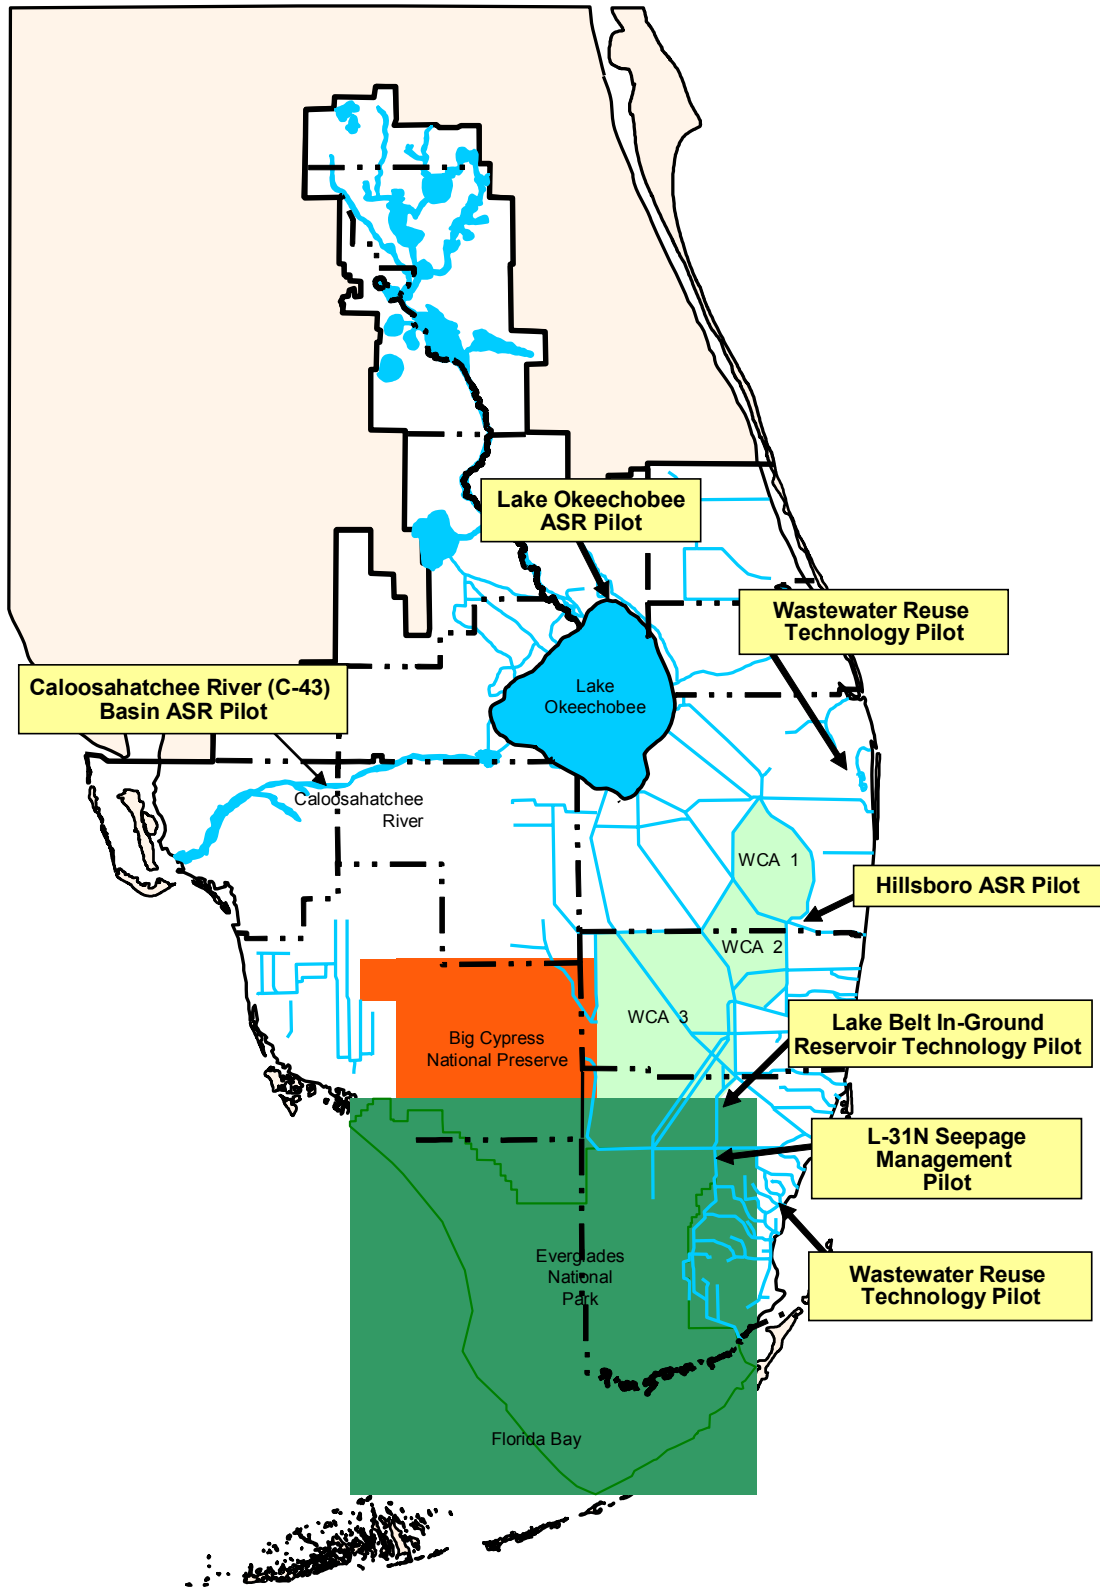 Lake Okeechobee
ASR Pilot
Wastewater Reuse
Technology Pilot
Caloosahatchee River (C-43)
Basin ASR Pilot
Lake
Okeechobee
Caloosahatchee
River
WCA 1
Hillsboro ASR Pilot
WCA 2
WCA 3
Lake Belt In-Ground
Reservoir Technology Pilot
Big Cypress
National Preserve
L-31N Seepage
Management
Pilot
Everglades
National
Park
Wastewater Reuse
Technology Pilot
Florida Bay